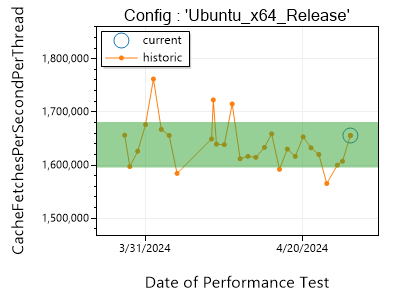 Config : 'Ubuntu_x64_Release'
CacheFetchesPerSecondPerThread
current
historic
1,800,000
1,700,000
1,600,000
1,500,000
3/31/2024
4/20/2024
Date of Performance Test